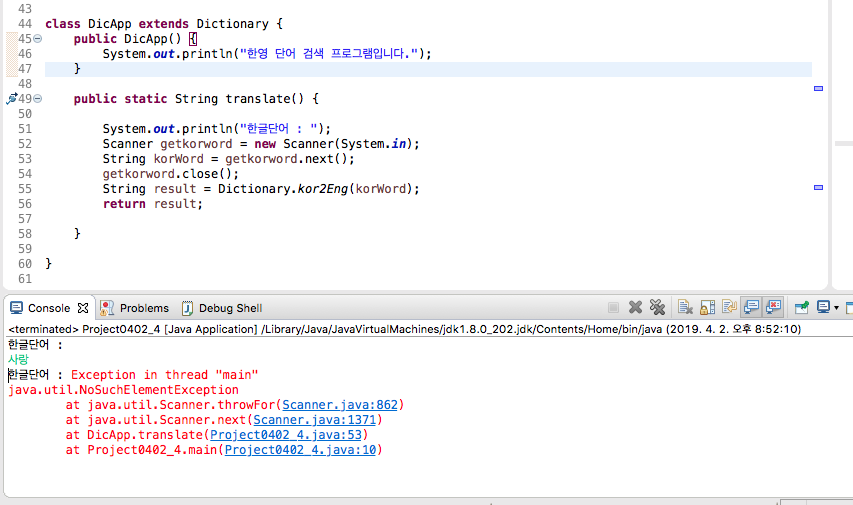 43
44 class DicApp extends Dictionary {
45 public DicApp() {
46 System.out.println("한영 단어 검색 프로그램입니다.");
47 }
48
49 public static String translate() {
50
51 System.out.println("한글단어 : ");
52 Scanner getkorword = new Scanner(System.in);
53 String korWord = getkorword.next();
54 getkorword.close();
55 String result = Dictionary.kor2Eng(korWord);
56 return result;
57
58 }
59
60 }
61
Console Problems Debug Shell
<terminated> Project0402_4 [Java Application] /Library/Java/JavaVirtualMachines/jdk1.8.0_202.jdk/Contents/Home/bin/java (2019. 4. 2. 오후 8:52:10)
한글단어 :
사랑
한글단어 : Exception in thread "main"
java.util.NoSuchElementException
at java.util.Scanner.throwFor(Scanner.java:862)
at java.util.Scanner.next(Scanner.java:1371)
at DicApp.translate(Project0402_4.java:53)
at Project0402_4.main(Project0402_4.java:10)